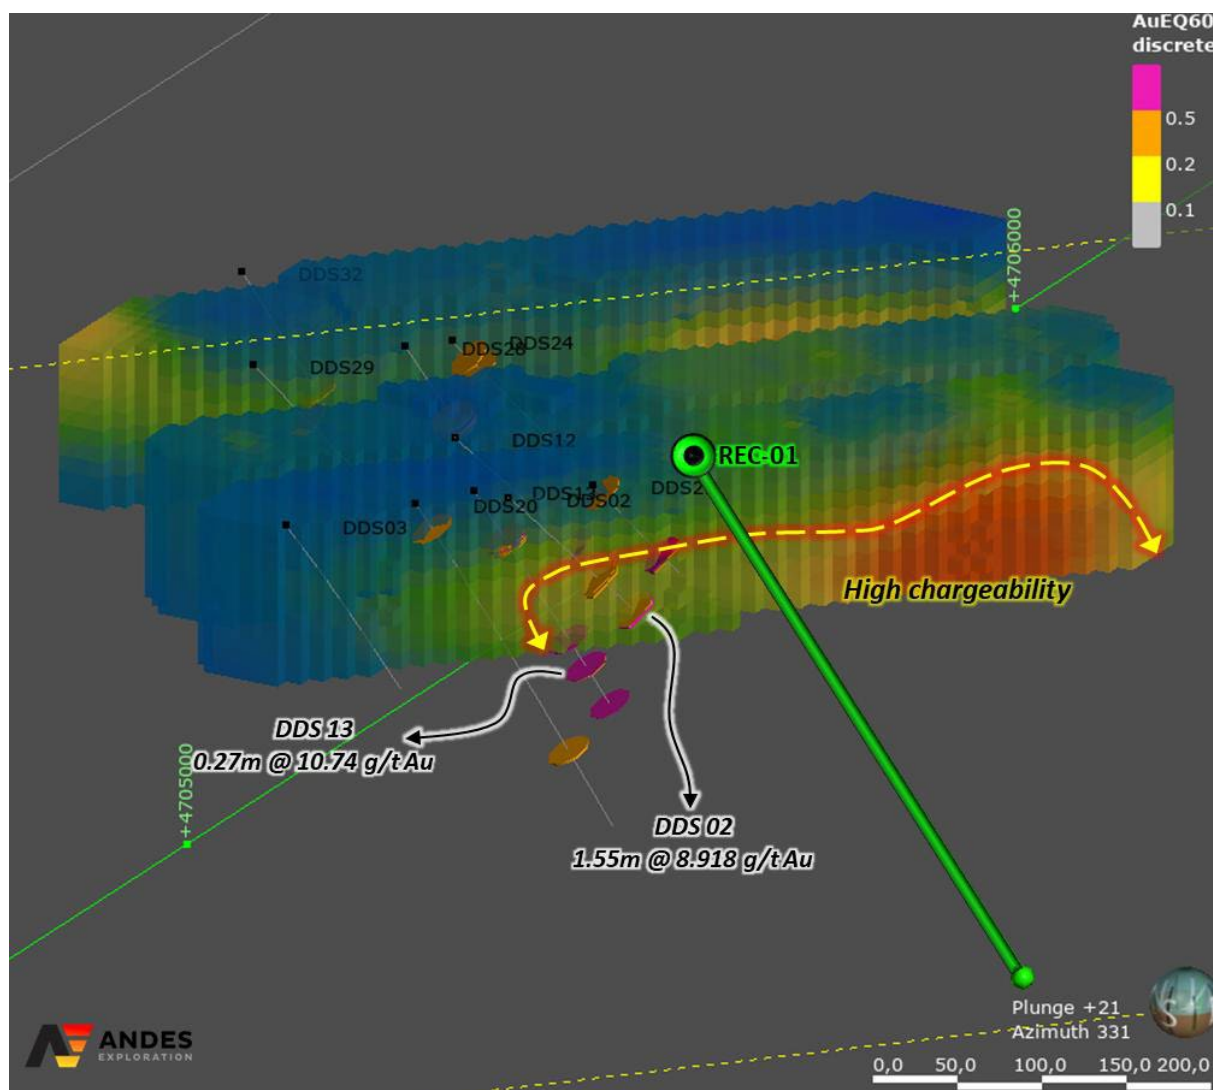 AuEQ60
discrete
0.5
0.2
0.1
+4706000
DDS32
DDS28
DDS24
DDS29
DDS12
REC-01
DDS13
DDS02
DDS2
DDS20
DDS03
High chargeability
DDS 13
0.27m @ 10.74 g/t Au
+4705000
DDS 02
1.55m @ 8.918 g/t Au
Plunge +21
Azimuth 331
S
0,0 50,0 100,0 150,0 200,0
ANDES
EXPLORATION